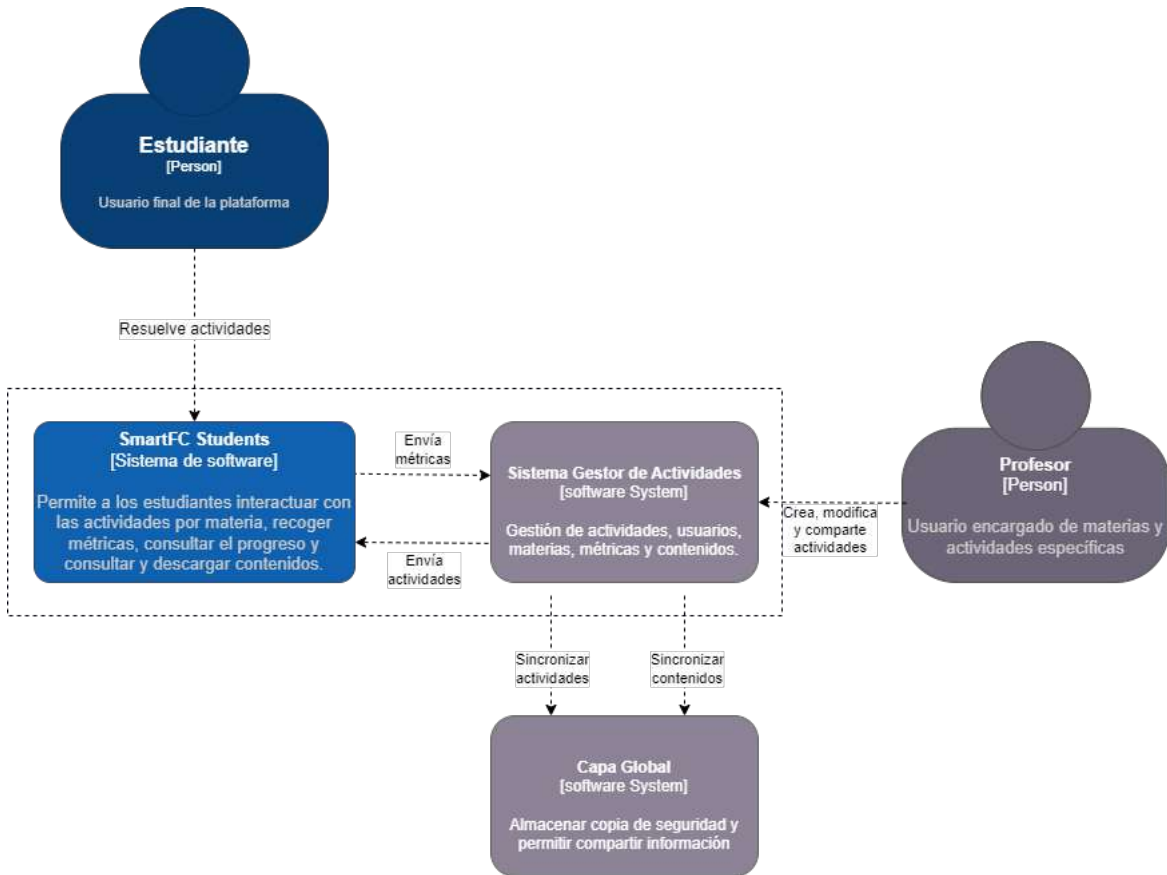 Estudiante
[Person]
Usuario final de la plataforma
Resuelve actividades
SmartFC Students
[Sistema de software]
Permite a los estudiantes interactuar con
las actividades por materia, recoger
métricas, consultar el progreso y
consultar y descargar contenidos.
Envía
métricas
Envía
actividades
Sistema Gestor de Actividades
[software System]
Gestión de actividades, usuarios,
materias, métricas y contenidos.
Crea, modifica
y comparte
actividades
Profesor
[Person]
Usuario encargado de materias y
actividades específicas
Sincronizar
actividades
Sincronizar
contenidos
Capa Global
[software System]
Almacenar copia de seguridad y
permitir compartir información